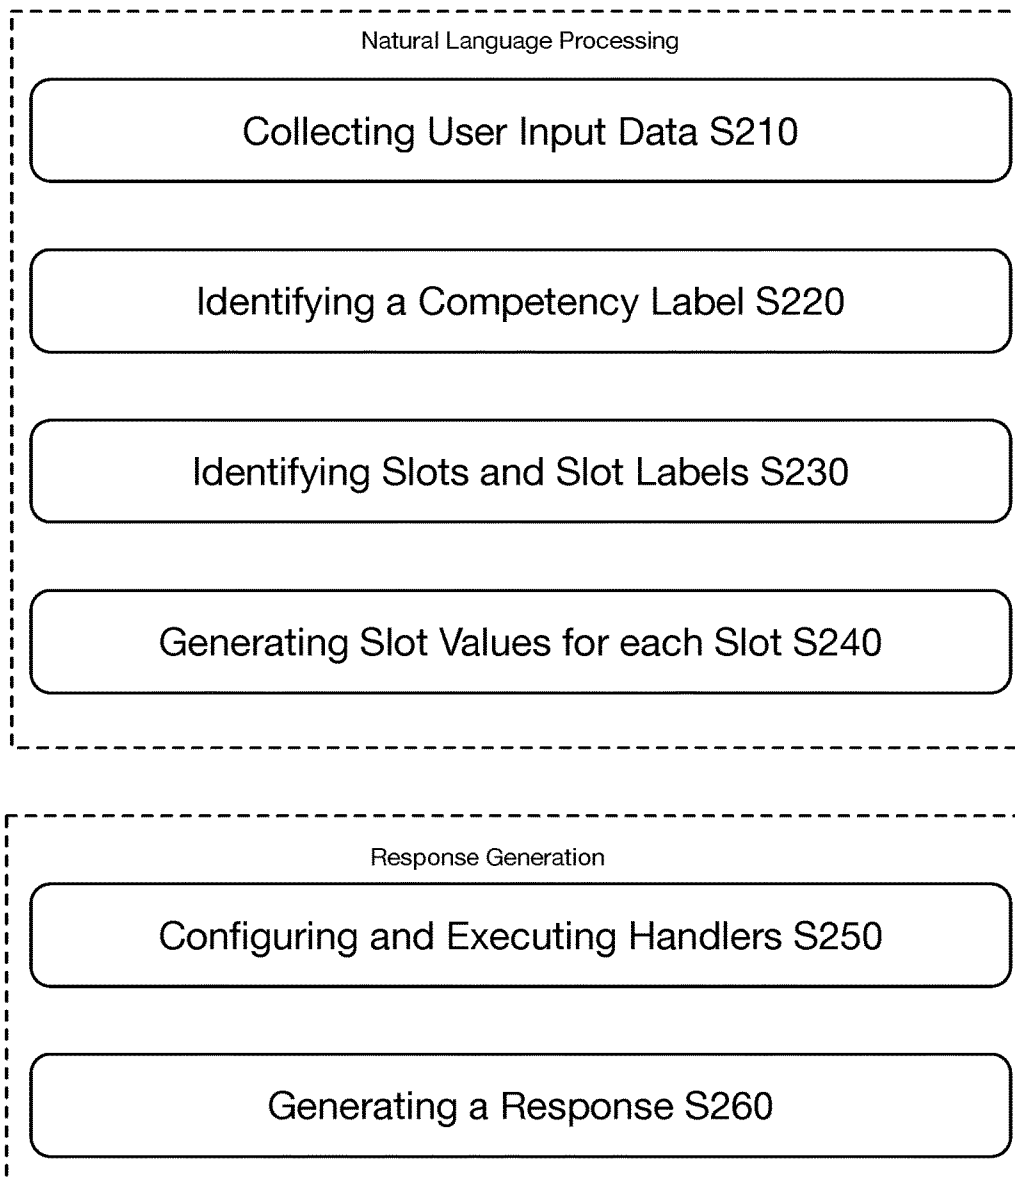 Natural Language Processing
Collecting User Input Data S210
Identifying a Competency Label S220
Identifying Slots and Slot Labels S230
Generating Slot Values for each Slot S240
Response Generation
Configuring and Executing Handlers S250
Generating a Response S260